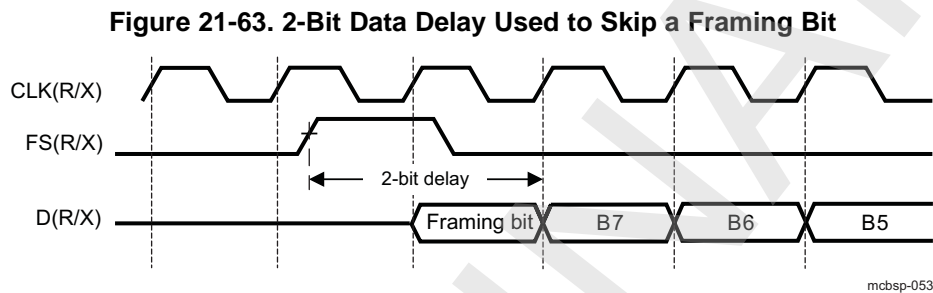 Figure 21-63. 2-Bit Data Delay Used to Skip a Framing Bit
CLK(R/X)
FS(R/X)
2-bit delay
D(R/X)
Framing bit
B7
B6
B5
mcbsp-053